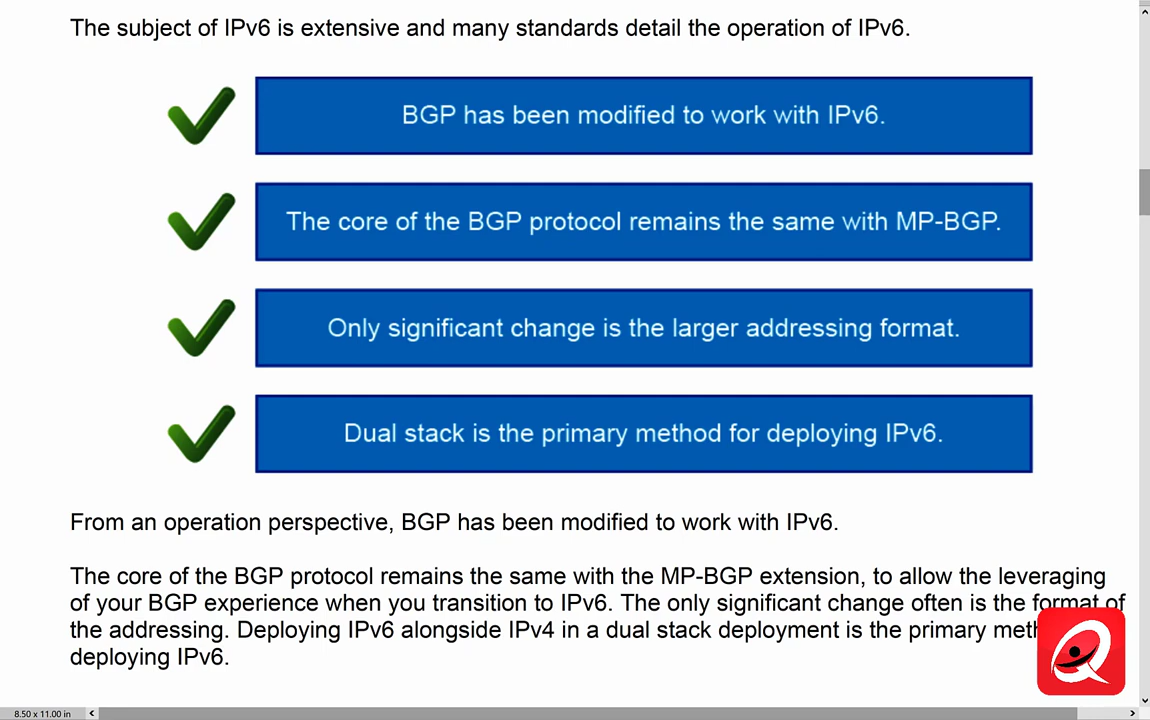 The subject of IPv6 is extensive and many standards detail the operation of IPv6.
BGP has been modified to work with IPv6.
The core of the BGP protocol remains the same with MP-BGP.
Only significant change is the larger addressing format.
Dual stack is the primary method for deploying IPv6.
From an operation perspective, BGP has been modified to work with IPv6.
The core of the BGP protocol remains the same with the MP-BGP extension, to allow the leveraging
of your BGP experience when you transition to IPv6. The only significant change often is the format of
the addressing. Deploying IPv6 alongside IPv4 in a dual stack deployment is the primary
deploying IPv6.
8.50 x 11.00 in